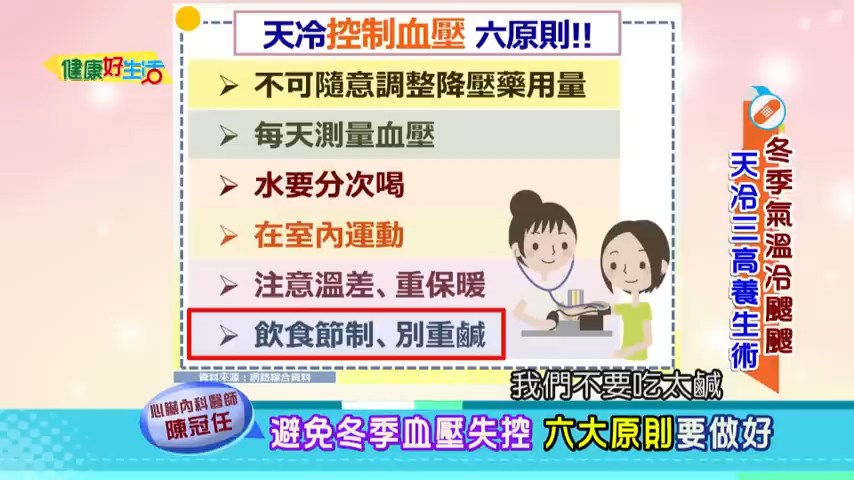 天冷控制血壓 六原則!!
健康好生活
不可隨意調整降壓藥用量
每天測量血壓
水要分次喝
在室內運動
注意溫差、重保暖
飲食節制、別重鹹
資料來源：網路綜合資料
冬季氣溫冷颼颼
天冷三高養生術
我們不要吃太鹹
心臟內科醫師
陳冠任
避免冬季血壓失控 六大原則要做好